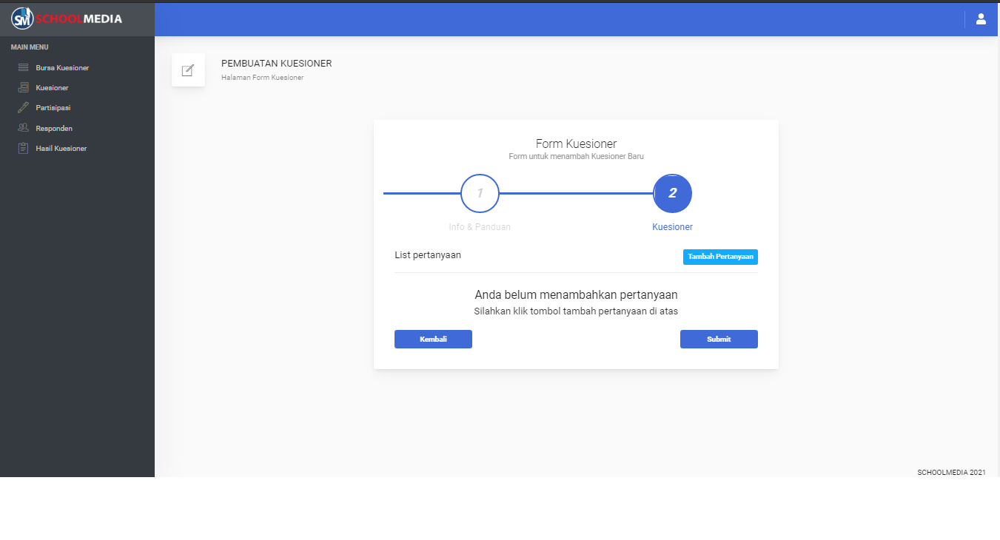 SM SCHOOLMEDIA
MAIN MENU
Bursa Kuesioner
Kuesioner
Partisipasi
Responden
Hasil Kuesioner
PEMBUATAN KUESIONER
Halaman Form Kuesioner
Form Kuesioner
Form untuk menambah Kuesioner Baru
1
2
Info & Panduan
Kuesioner
List pertanyaan
Tambah Pertanyaan
Anda belum menambahkan pertanyaan
Silahkan klik tombol tambah pertanyaan di atas
Kembali
Submit
SCHOOLMEDIA 2021